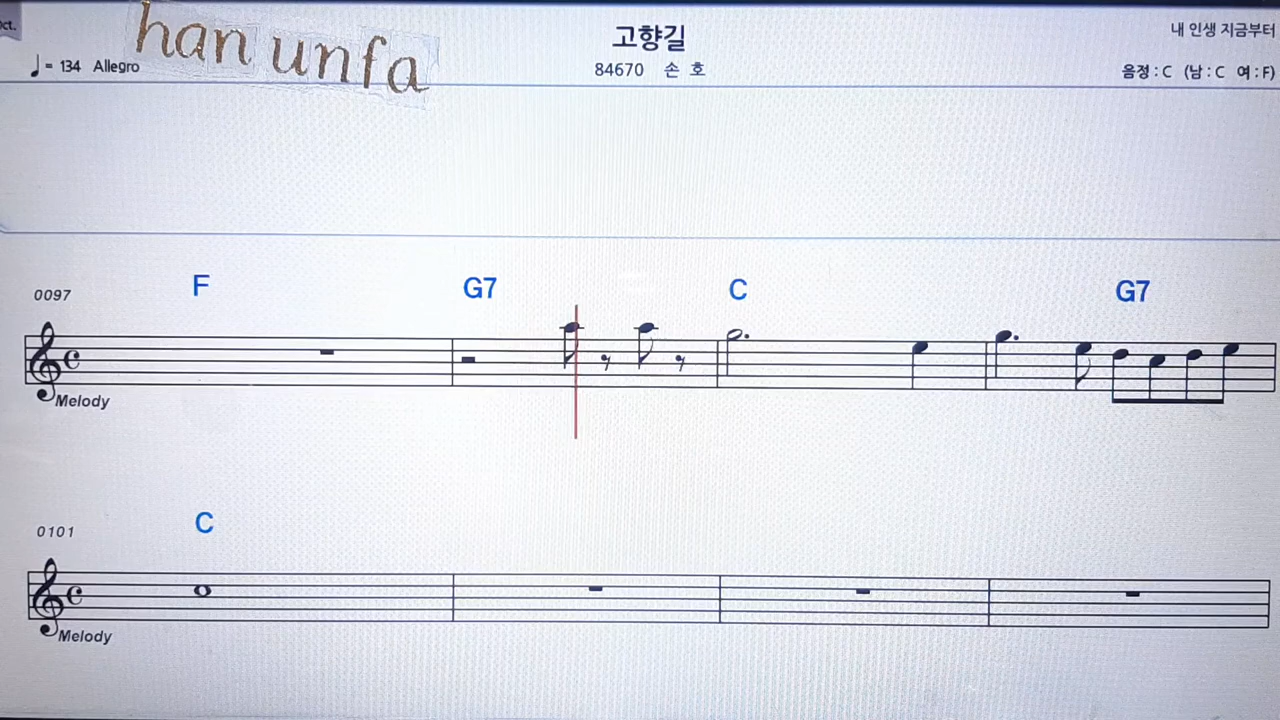 Oct.
han unfa
고향길
내 인생 지금부터
♩ = 134 Allegro
84670 손 호
음정 : C (남 : C 여 : F)
0097
F G7 C G7
Melody
0101
C
Melody